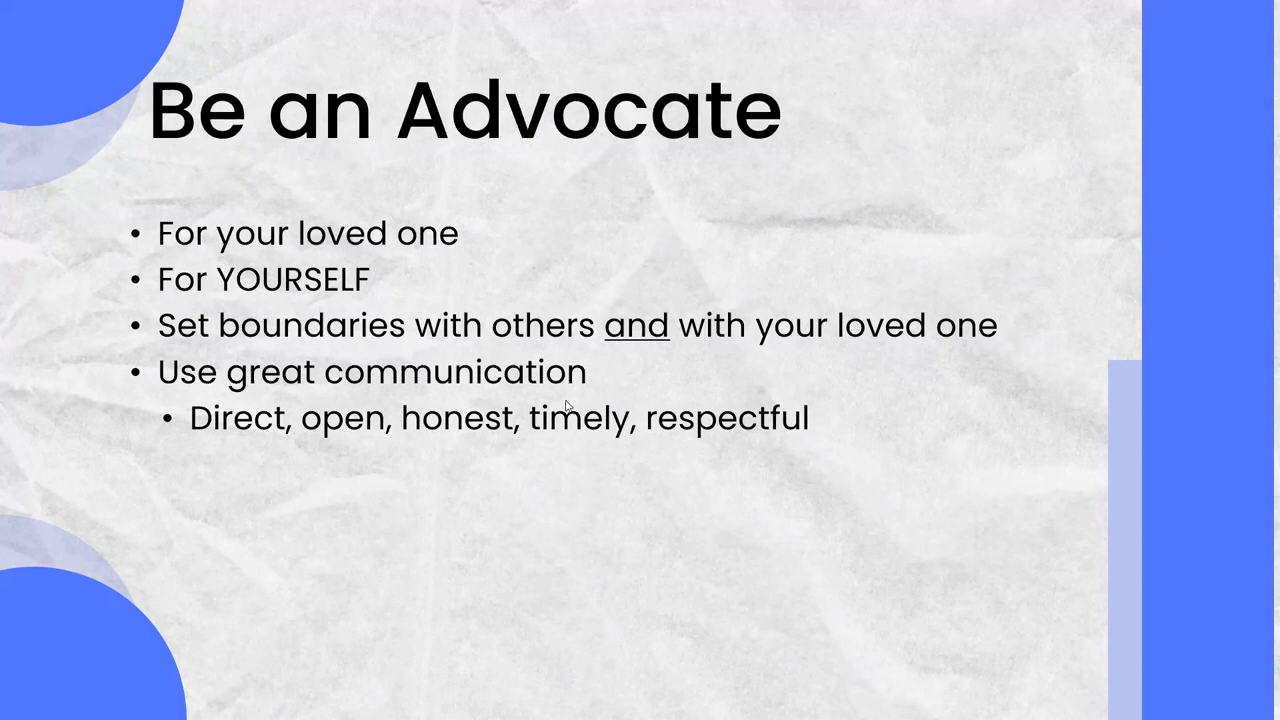 Be an Advocate
• For your loved one
• For YOURSELF
• Set boundaries with others and with your loved one
• Use great communication
• Direct, open, honest, timely, respectful